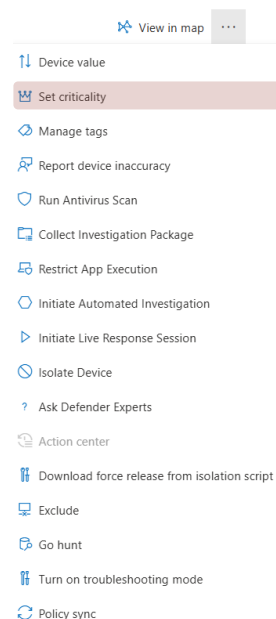 View in map ...
Device value
Set criticality
Manage tags
Report device inaccuracy
Run Antivirus Scan
Collect Investigation Package
Restrict App Execution
Initiate Automated Investigation
Initiate Live Response Session
Isolate Device
? Ask Defender Experts
Action center
Download force release from isolation script
Exclude
Go hunt
Turn on troubleshooting mode
Policy sync